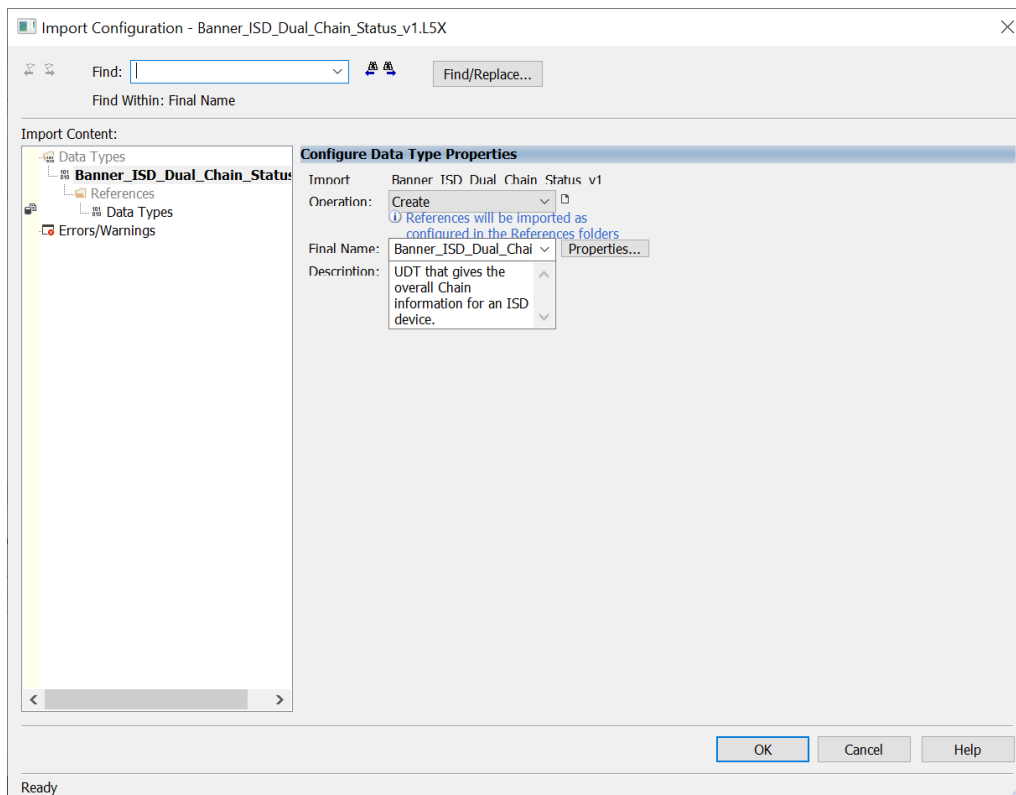 Import Configuration - Banner_ISD_Dual_Chain_Status_v1.L5X
Find:
Find/Replace...
Find Within: Final Name
Import Content:
Data Types
Banner_ISD_Dual_Chain_Status
References
Data Types
Errors/Warnings
Configure Data Type Properties
Import Banner_ISD_Dual_Chain_Status_v1
Operation: Create
References will be imported as
configured in the References folders
Final Name: Banner_ISD_Dual_Chai Properties...
Description: UDT that gives the
overall Chain
information for an ISD
device.
OK Cancel Help
Ready